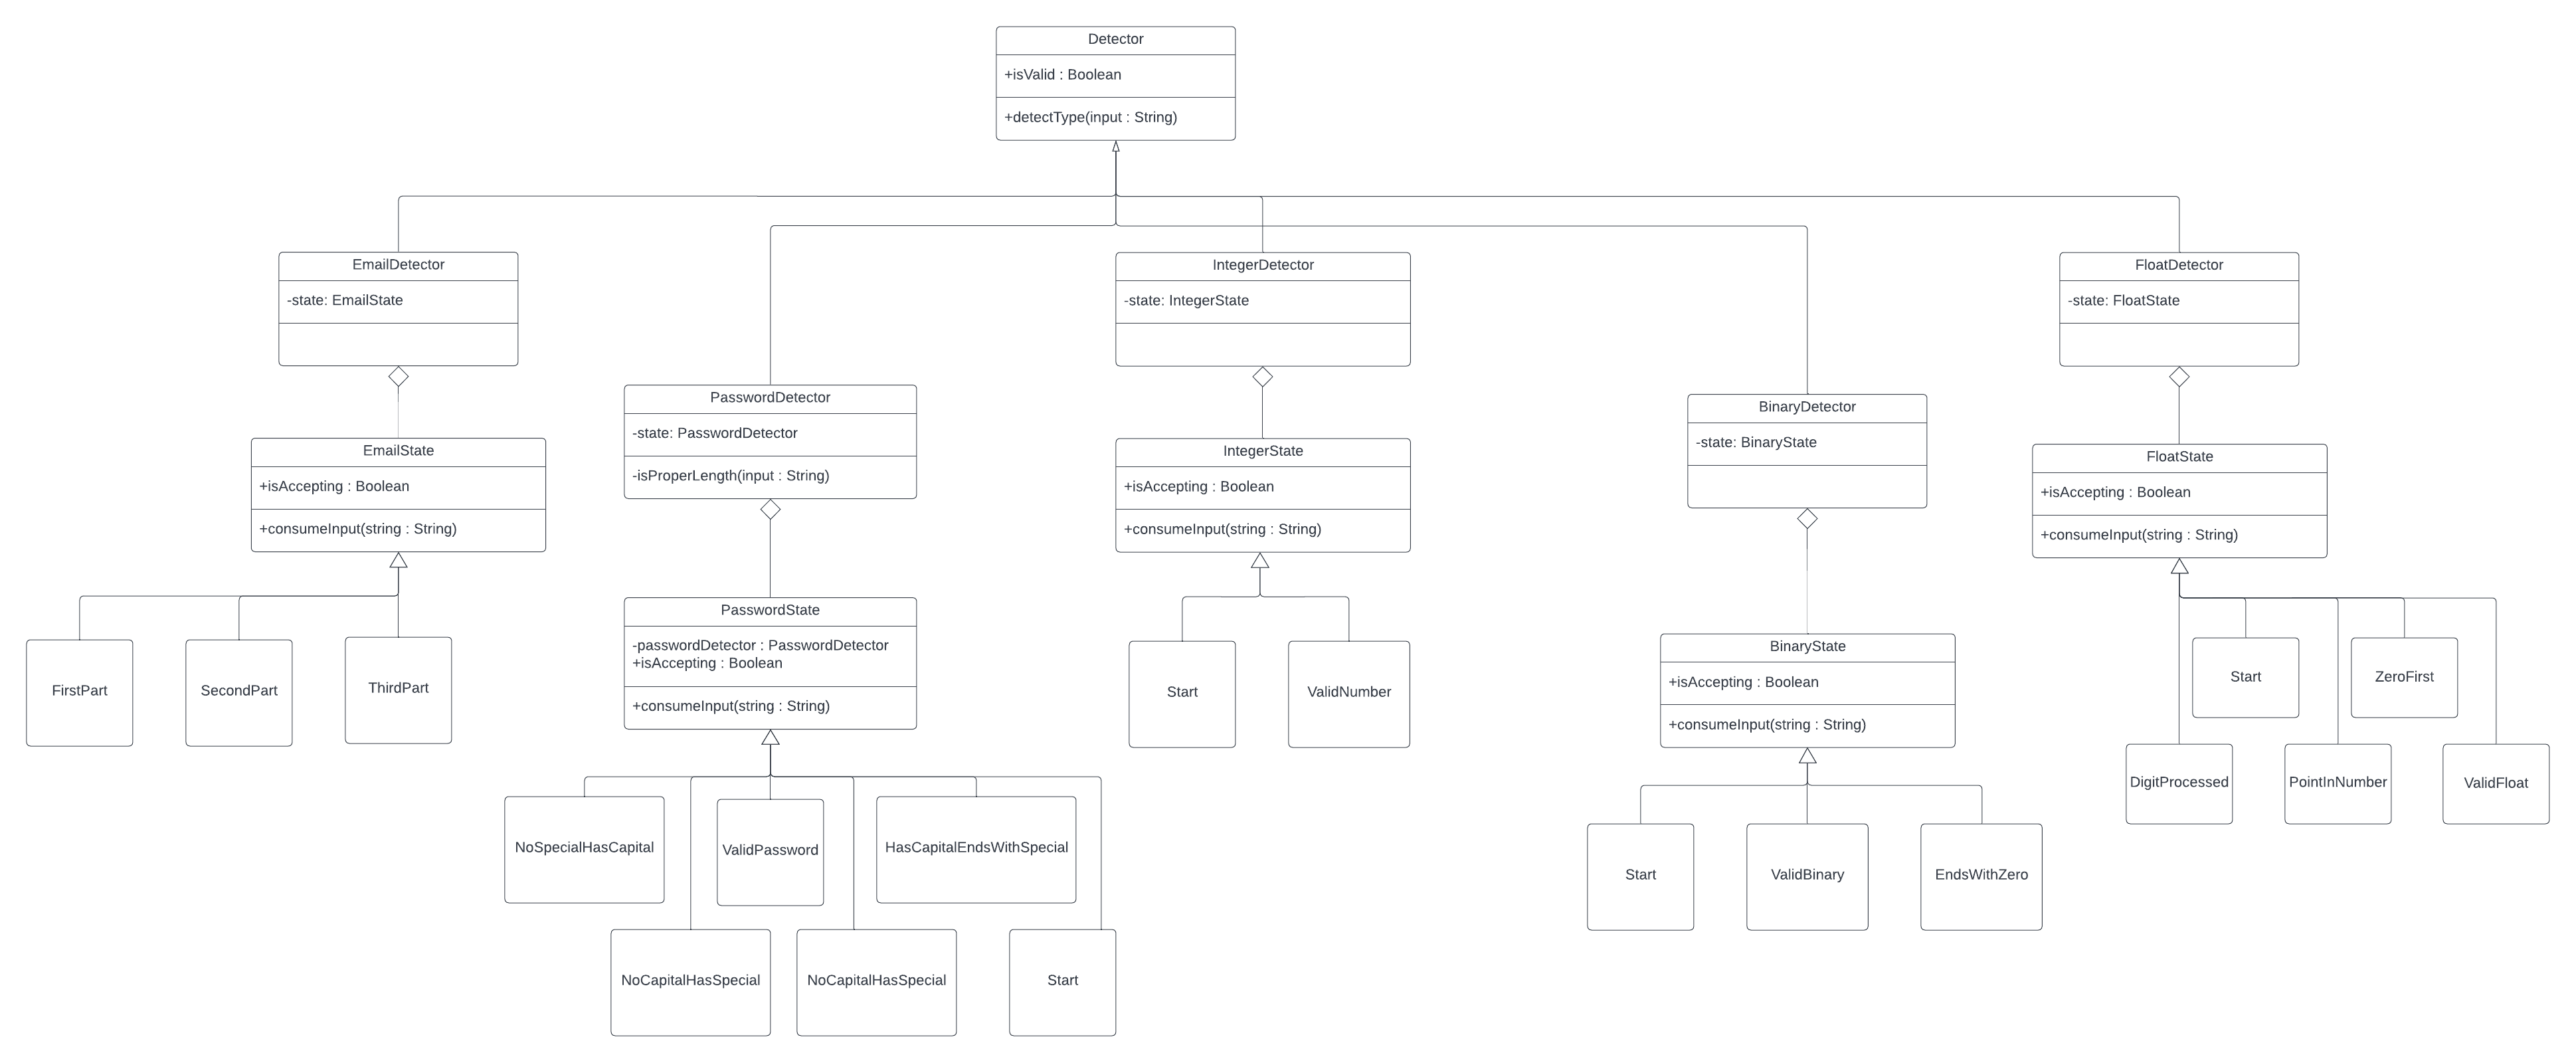 Detector
+isValid : Boolean
+detectType(input : String)
EmailDetector
-state: EmailState
IntegerDetector
-state: IntegerState
FloatDetector
-state: FloatState
PasswordDetector
-state: PasswordDetector
-isProperLength(input : String)
BinaryDetector
-state: BinaryState
EmailState
+isAccepting : Boolean
+consumeInput(string : String)
IntegerState
+isAccepting : Boolean
+consumeInput(string : String)
FloatState
+isAccepting : Boolean
+consumeInput(string : String)
PasswordState
-passwordDetector : PasswordDetector
+isAccepting : Boolean
+consumeInput(string : String)
BinaryState
+isAccepting : Boolean
+consumeInput(string : String)
FirstPart
SecondPart
ThirdPart
Start
ValidNumber
Start
ZeroFirst
DigitProcessed
PointInNumber
ValidFloat
NoSpecialHasCapital
ValidPassword
HasCapitalEndsWithSpecial
Start
ValidBinary
EndsWithZero
NoCapitalHasSpecial
NoCapitalHasSpecial
Start